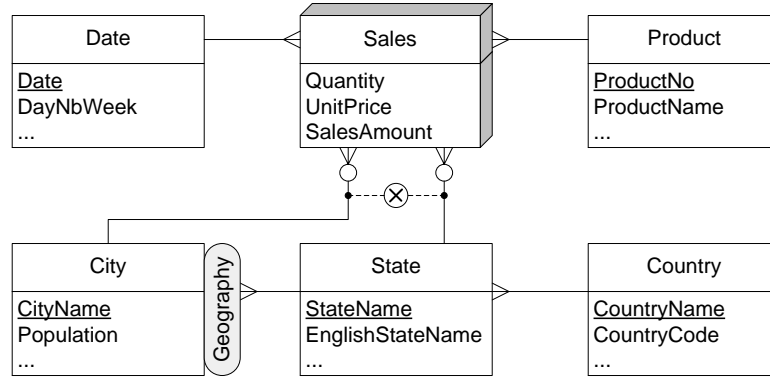 Date
Date
DayNbWeek
...
Sales
Quantity
UnitPrice
SalesAmount
Product
ProductNo
ProductName
...
City
CityName
Population
...
Geography
State
StateName
EnglishStateName
...
Country
CountryName
CountryCode
...